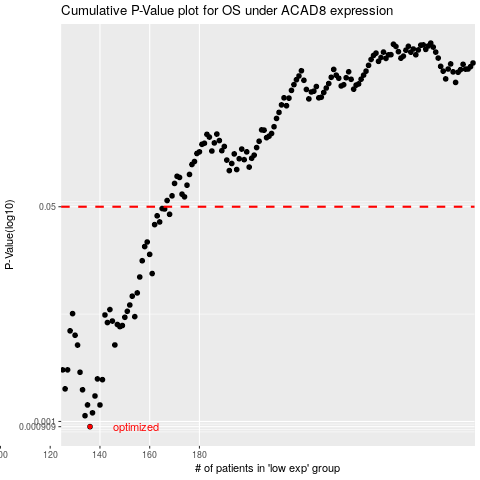 Cumulative P-Value plot for OS under ACAD8 expression
P-Value(log10)
0.05
0.001
0.000909
optimized
00 120 140 160 180
# of patients in 'low exp' group